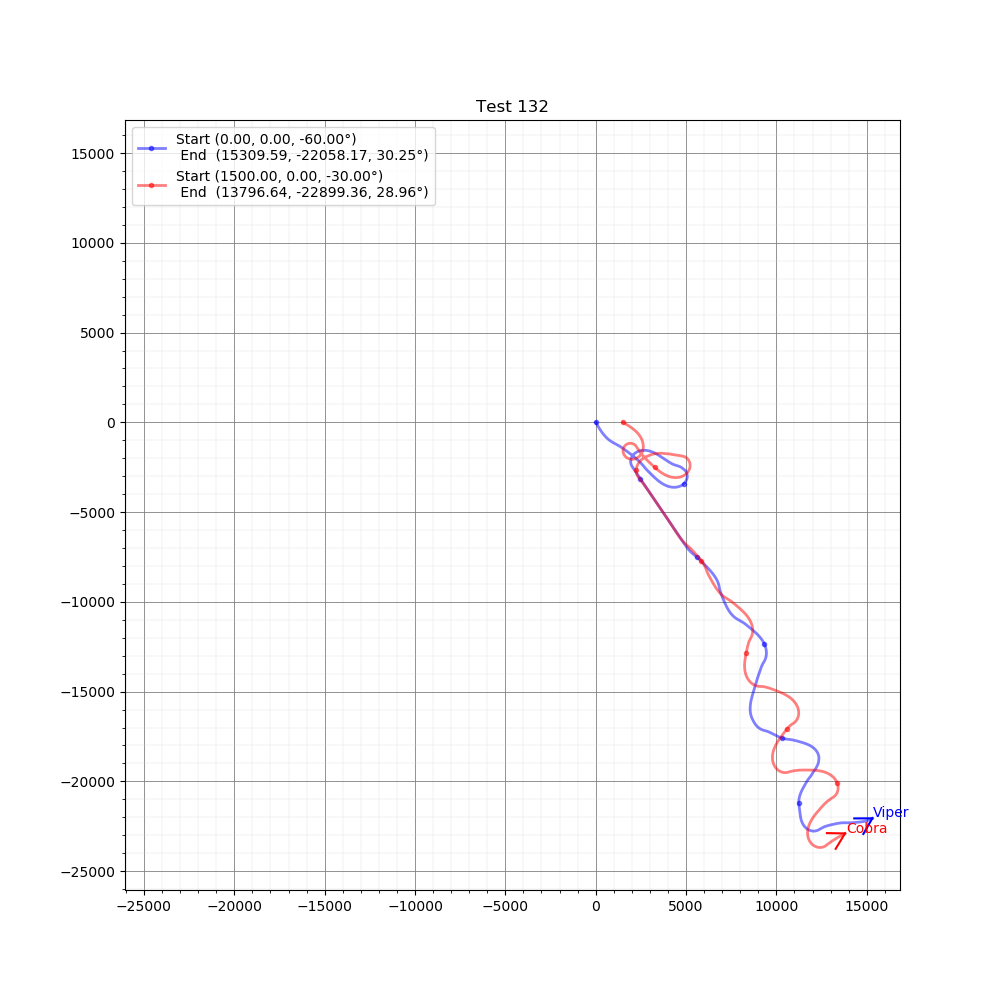 Test 132
Start (0.00, 0.00, -60.00°)
End  (15309.59, -22058.17, 30.25°)
Start (1500.00, 0.00, -30.00°)
End  (13796.64, -22899.36, 28.96°)
15000
10000
5000
0
−5000
−10000
−15000
−20000
−25000
Viper
Cobra
−25000 −20000 −15000 −10000 −5000 0 5000 10000 15000